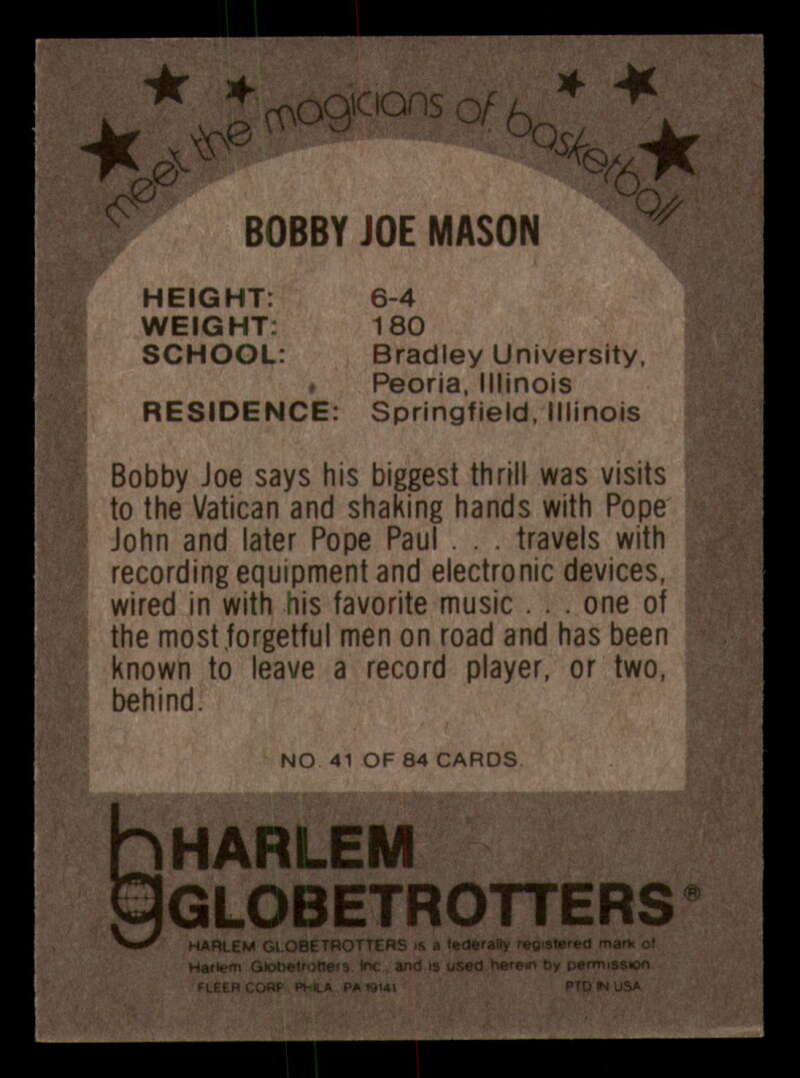 meet the magicians of basketball
BOBBY JOE MASON
HEIGHT: 6-4
WEIGHT: 180
SCHOOL: Bradley University,
Peoria, Illinois
RESIDENCE: Springfield, Illinois
Bobby Joe says his biggest thrill was visits
to the Vatican and shaking hands with Pope
John and later Pope Paul . . . travels with
recording equipment and electronic devices,
wired in with his favorite music . . . one of
the most forgetful men on road and has been
known to leave a record player, or two,
behind.
NO. 41 OF 84 CARDS
hg HARLEM
GLOBETROTTERS®
HARLEM GLOBETROTTERS is a federally registered mark of
Harlem Globetrotters, Inc., and is used herein by permission.
FLEER CORP. PHILA. PA 19141 PTD IN USA